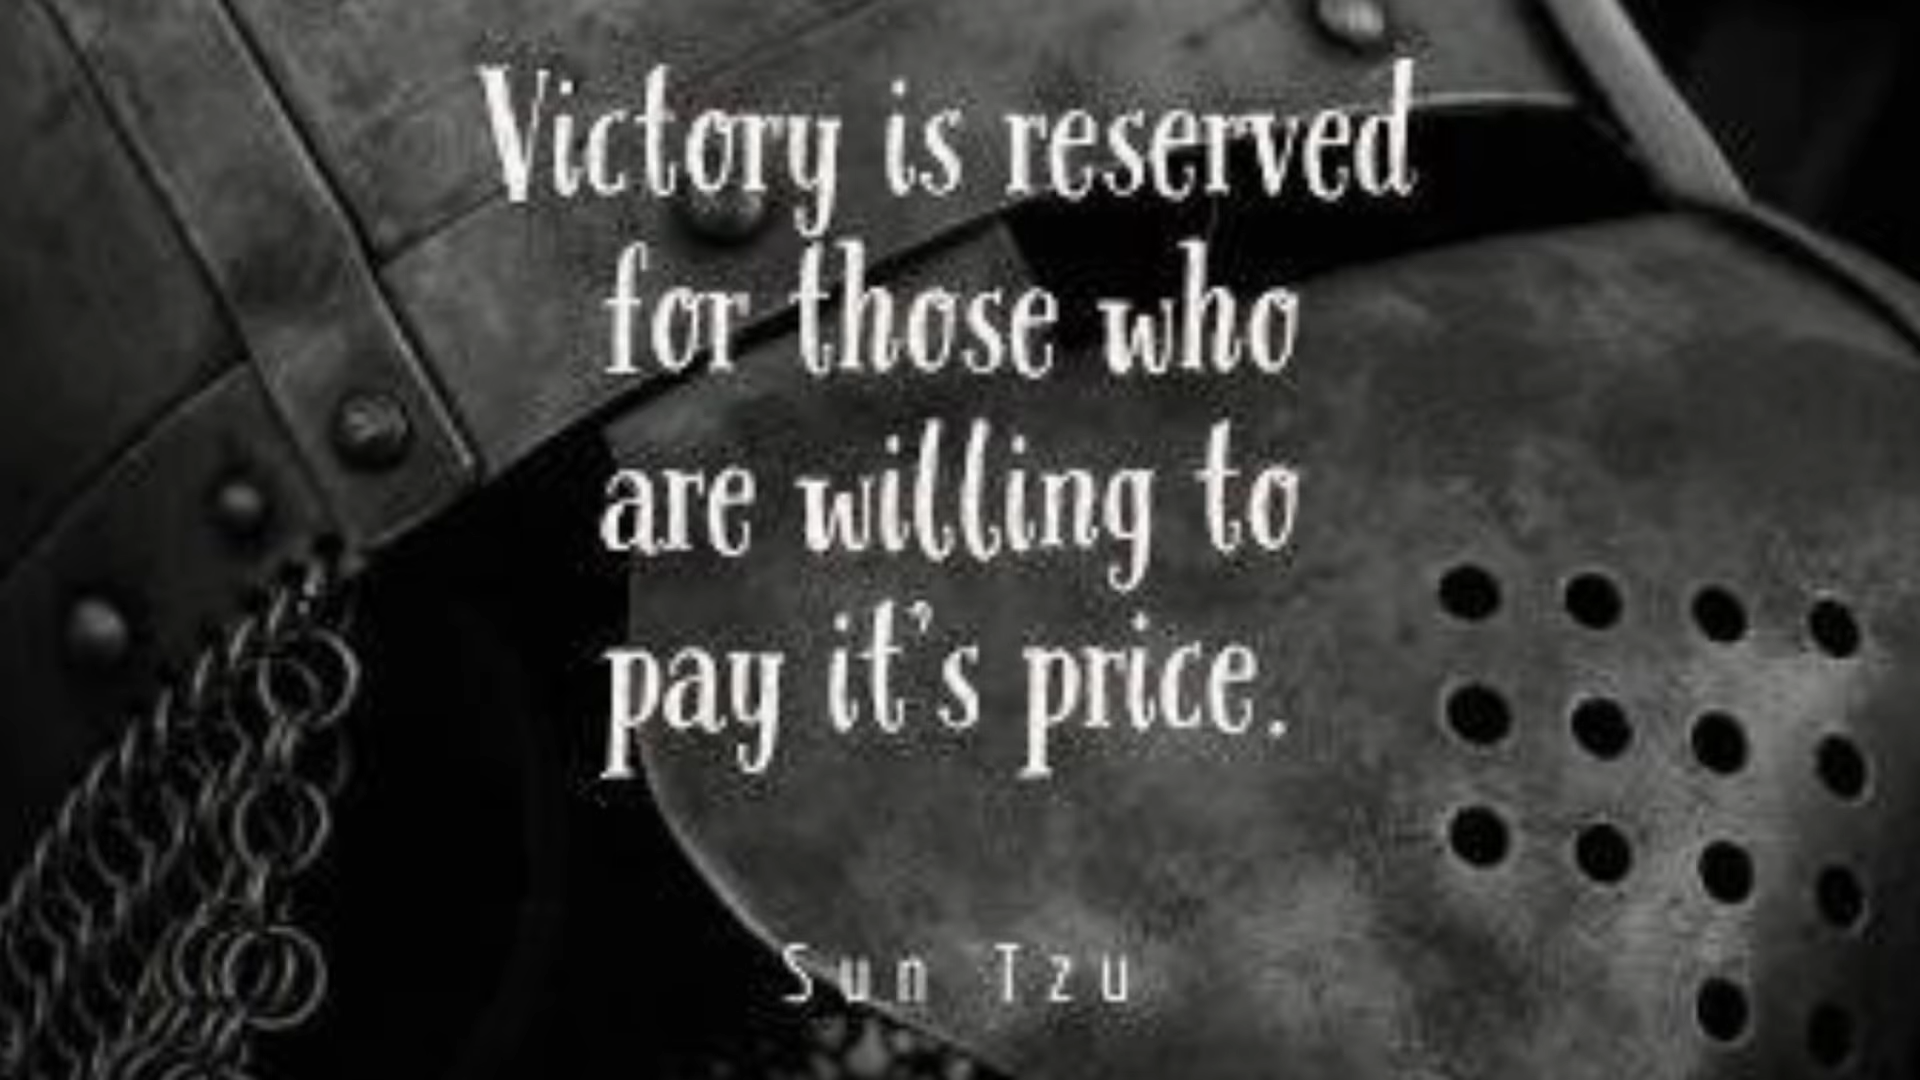 Victory is reserved
for those who
are willing to
pay it's price.
Sun Tzu